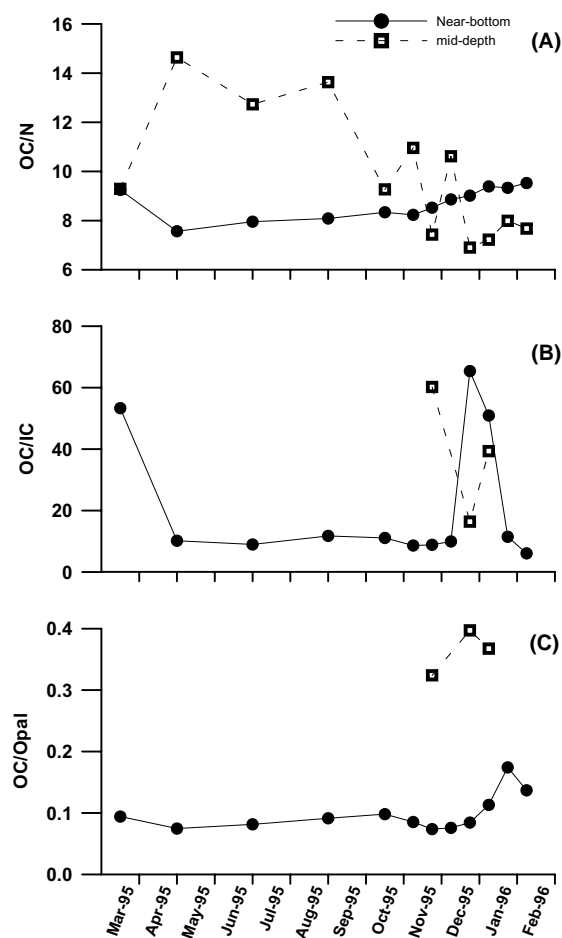 Near-bottom
mid-depth
(A)
16
14
12
10
8
6
OC/N
(B)
80
60
40
20
0
OC/IC
(C)
0.4
0.3
0.2
0.1
0.0
OC/Opal
Mar-95
Apr-95
May-95
Jun-95
Jul-95
Aug-95
Sep-95
Oct-95
Nov-95
Dec-95
Jan-96
Feb-96